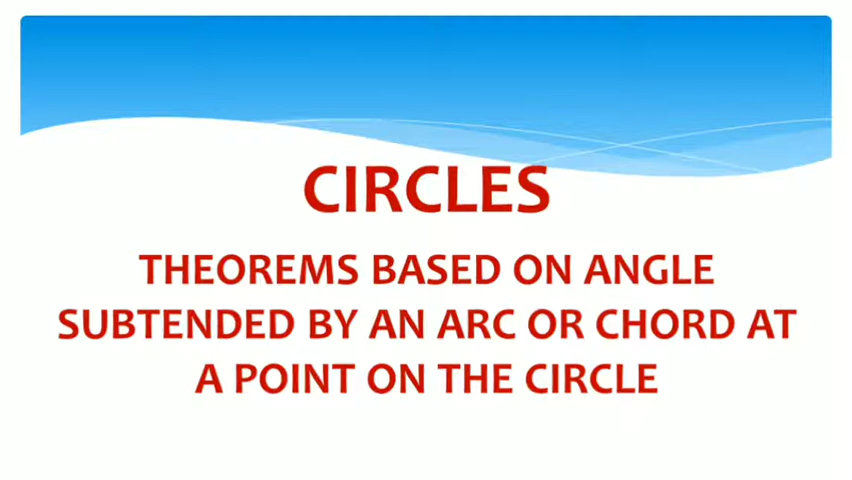 CIRCLES
THEOREMS BASED ON ANGLE
SUBTENDED BY AN ARC OR CHORD AT
A POINT ON THE CIRCLE